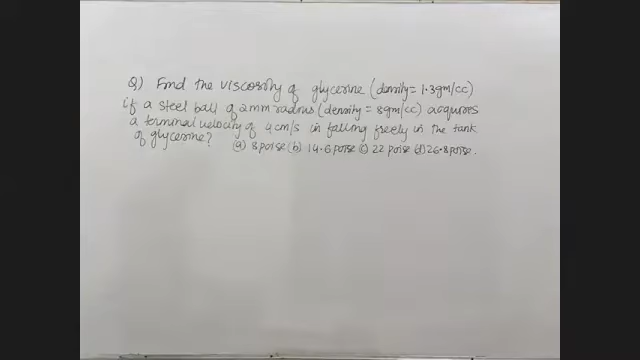 Q) Find the viscosity of glycerine (density = 1.3gm/cc)
if a steel ball of 2mm radius (density = 8gm/cc) acquires
a terminal velocity of 4cm/s in falling freely in the tank
of glycerine? (a) 8 poise (b) 14.6 poise (c) 22 poise (d) 26.8 poise.